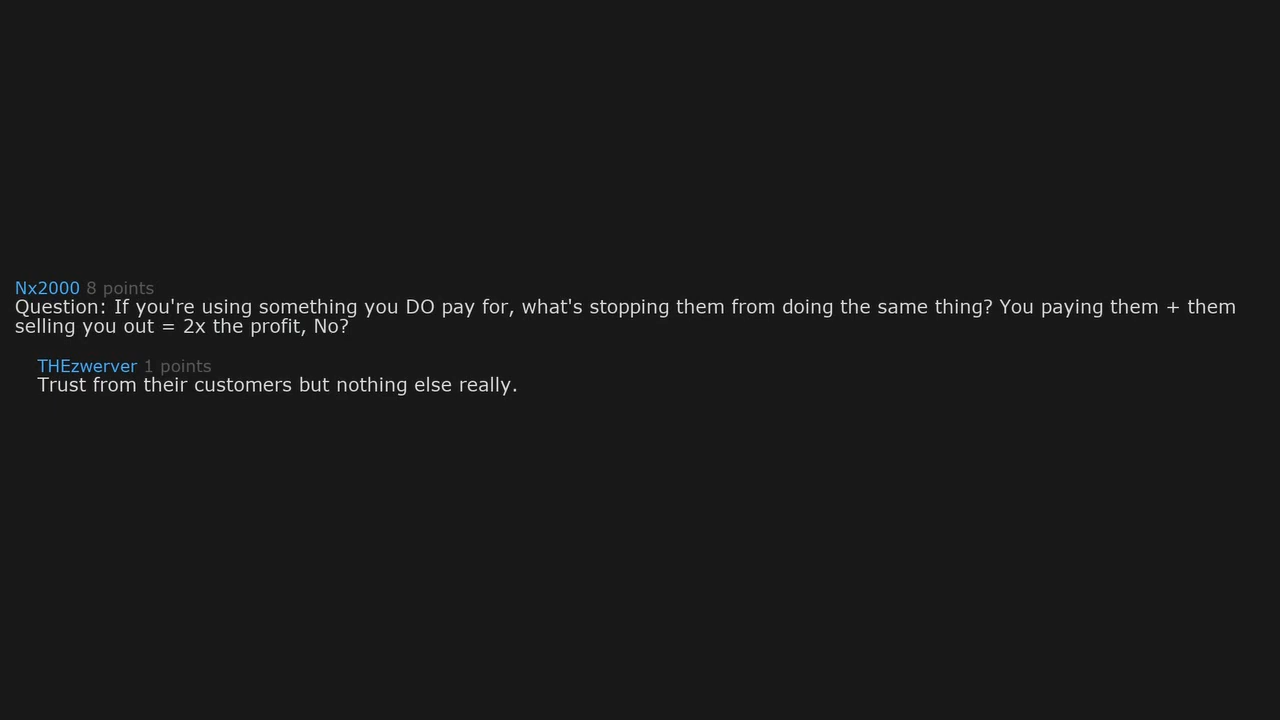 Nx2000 8 points
Question: If you're using something you DO pay for, what's stopping them from doing the same thing? You paying them + them
selling you out = 2x the profit, No?
THEzwerver 1 points
Trust from their customers but nothing else really.